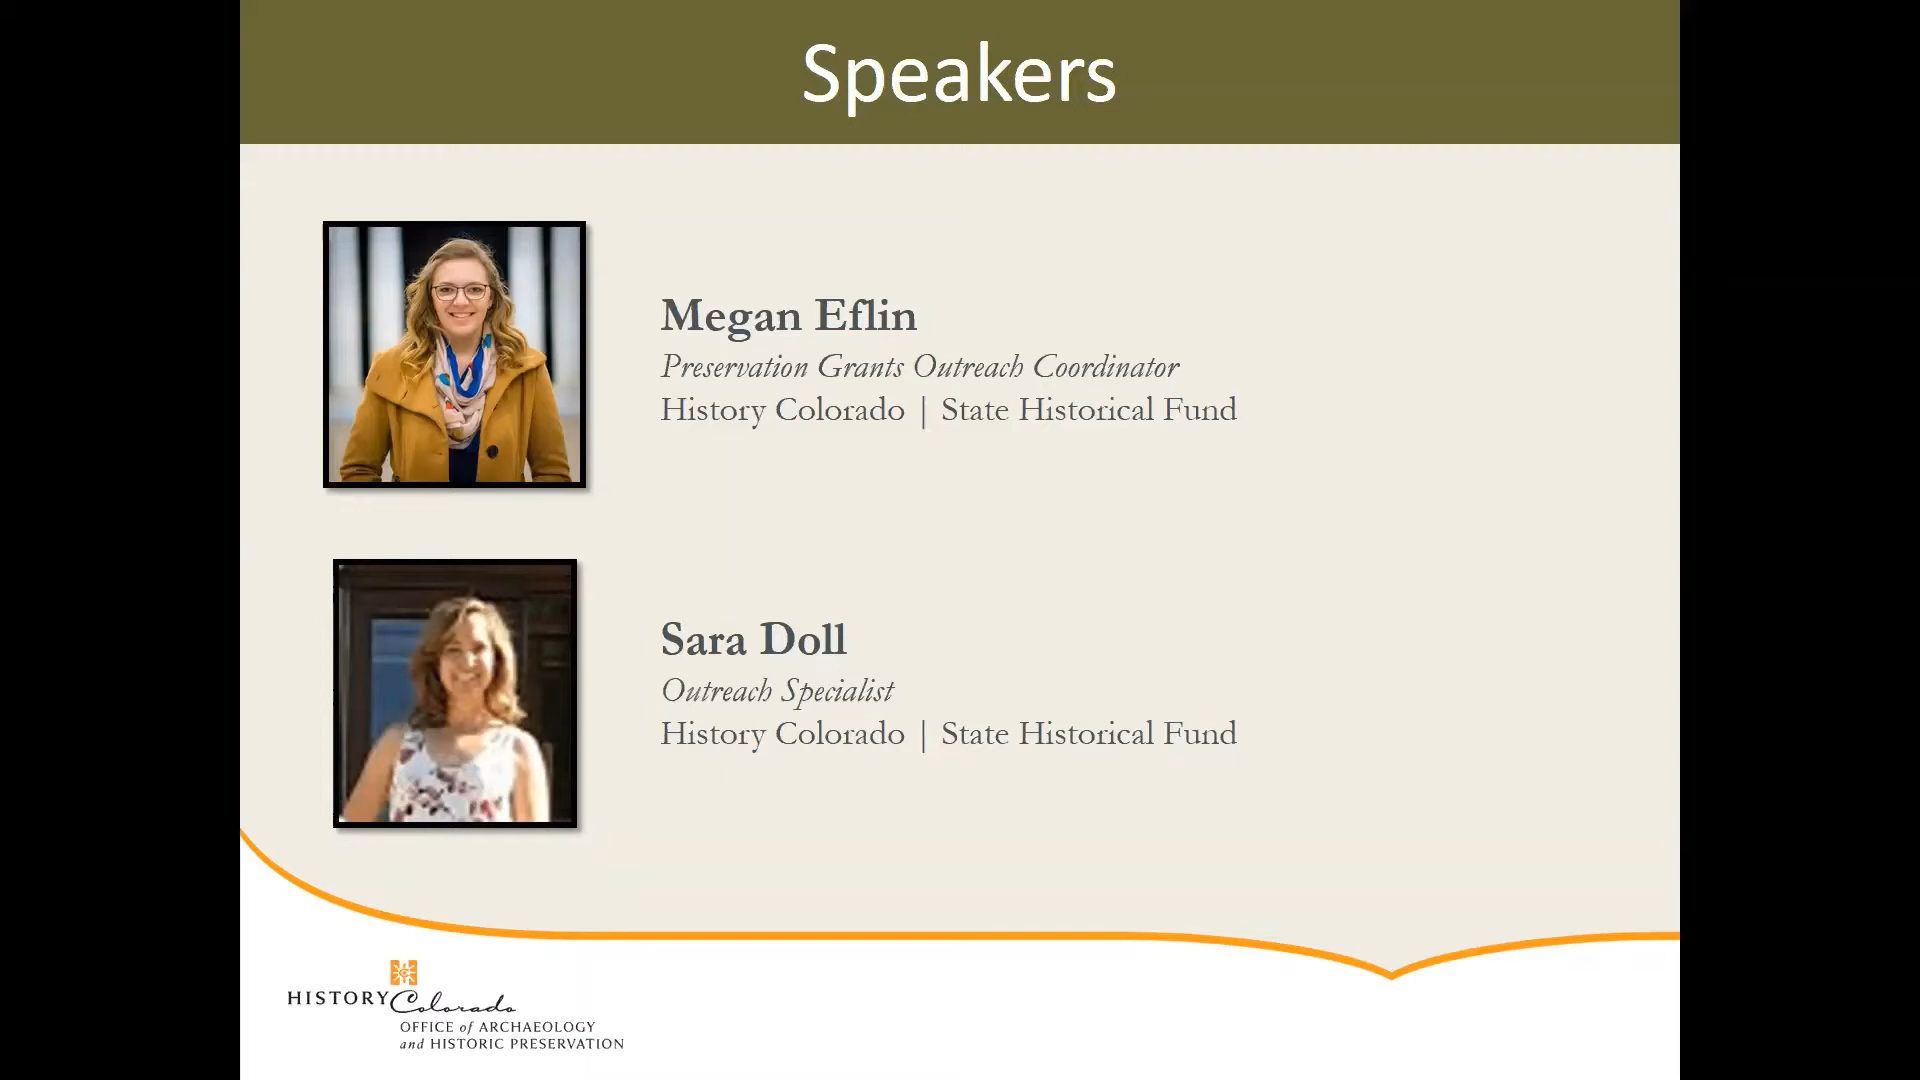 Speakers
Megan Eflin
Preservation Grants Outreach Coordinator
History Colorado | State Historical Fund
Sara Doll
Outreach Specialist
History Colorado | State Historical Fund
HISTORY Colorado
OFFICE of ARCHAEOLOGY
and HISTORIC PRESERVATION